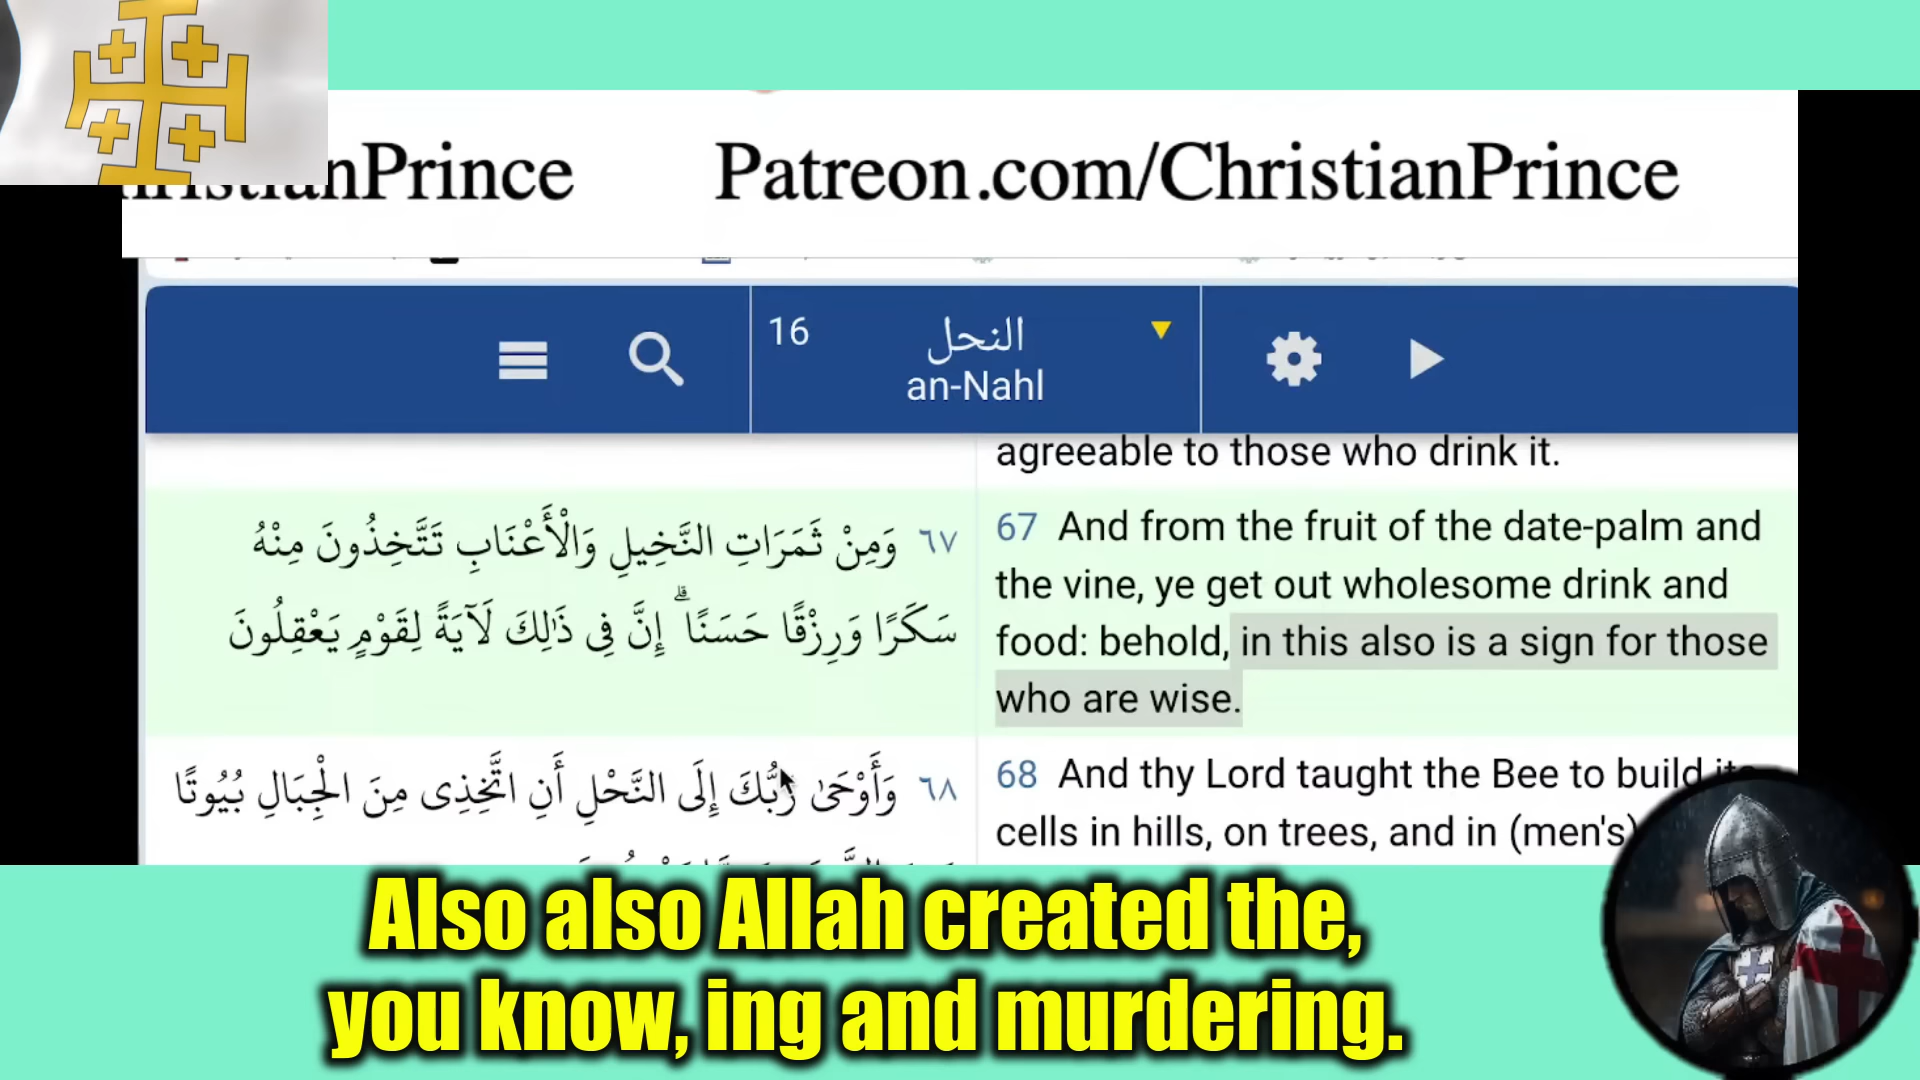 ristianPrince Patreon.com/ChristianPrince
16 النحل
an-Nahl
agreeable to those who drink it.
٦٧ وَمِنْ ثَمَرَاتِ النَّخِيلِ وَالْأَعْنَابِ تَتَّخِذُونَ مِنْهُ
سَكَرًا وَرِزْقًا حَسَنًا ۗ إِنَّ فِى ذَٰلِكَ لَآيَةً لِقَوْمٍ يَعْقِلُونَ
67 And from the fruit of the date-palm and
the vine, ye get out wholesome drink and
food: behold, in this also is a sign for those
who are wise.
٦٨ وَأَوْحَىٰ رَبُّكَ إِلَى النَّحْلِ أَنِ اتَّخِذِى مِنَ الْجِبَالِ بُيُوتًا
68 And thy Lord taught the Bee to build its
cells in hills, on trees, and in (men's)
Also also Allah created the,
you know, ing and murdering.